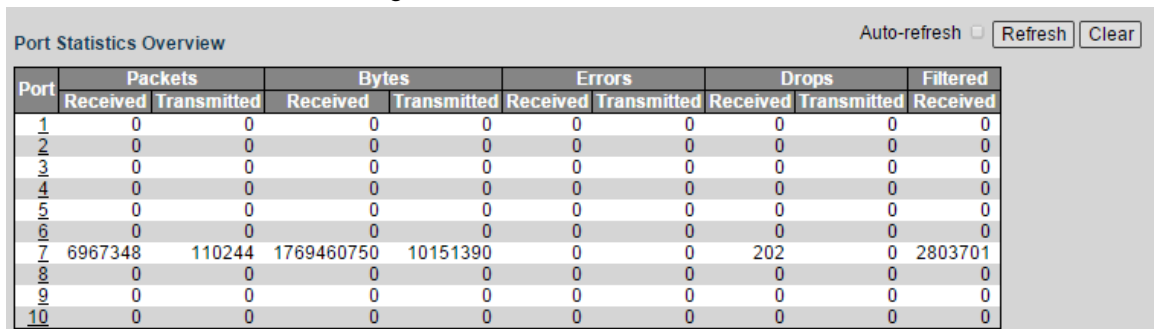 Port Statistics Overview
Auto-refresh Refresh Clear
Port Packets Bytes Errors Drops Filtered
Received Transmitted Received Transmitted Received Transmitted Received Transmitted Received
1 0 0 0 0 0 0 0 0 0
2 0 0 0 0 0 0 0 0 0
3 0 0 0 0 0 0 0 0 0
4 0 0 0 0 0 0 0 0 0
5 0 0 0 0 0 0 0 0 0
6 0 0 0 0 0 0 0 0 0
7 6967348 110244 1769460750 10151390 0 0 202 0 2803701
8 0 0 0 0 0 0 0 0 0
9 0 0 0 0 0 0 0 0 0
10 0 0 0 0 0 0 0 0 0